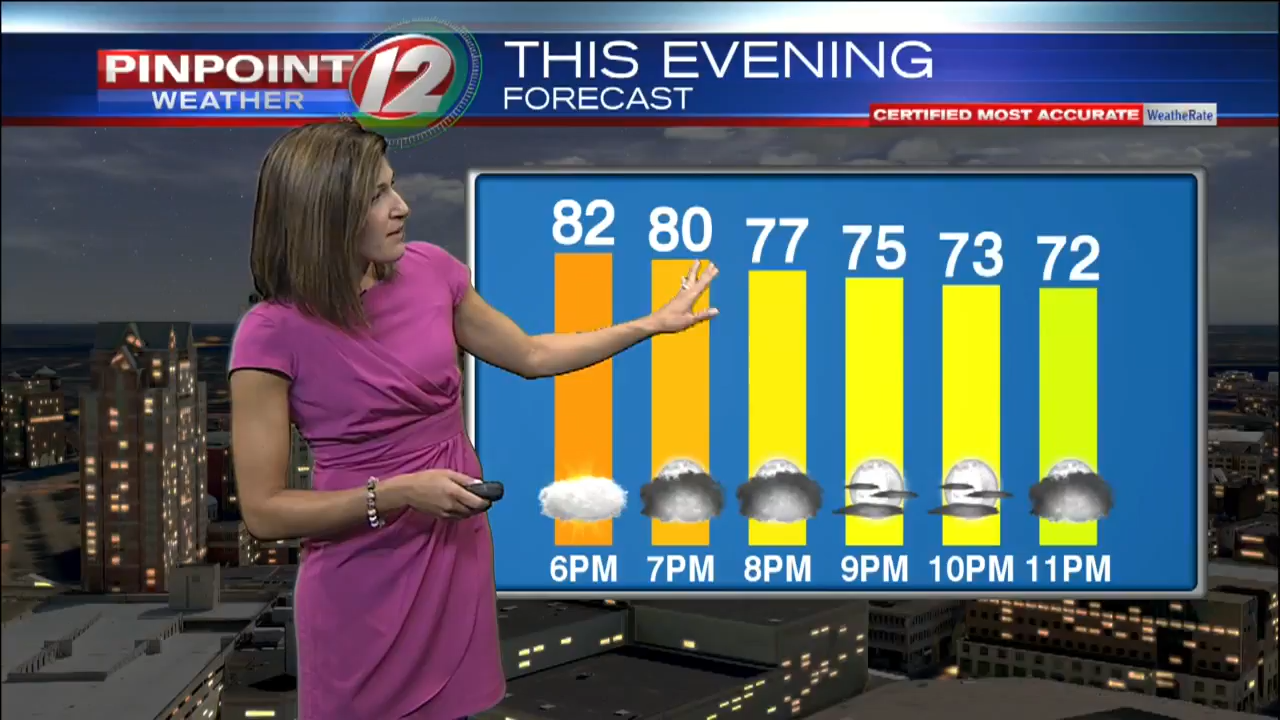 PINPOINT 12
WEATHER
THIS EVENING
FORECAST
CERTIFIED MOST ACCURATE WeatheRate
82 80 77 75 73 72
6PM 7PM 8PM 9PM 10PM 11PM